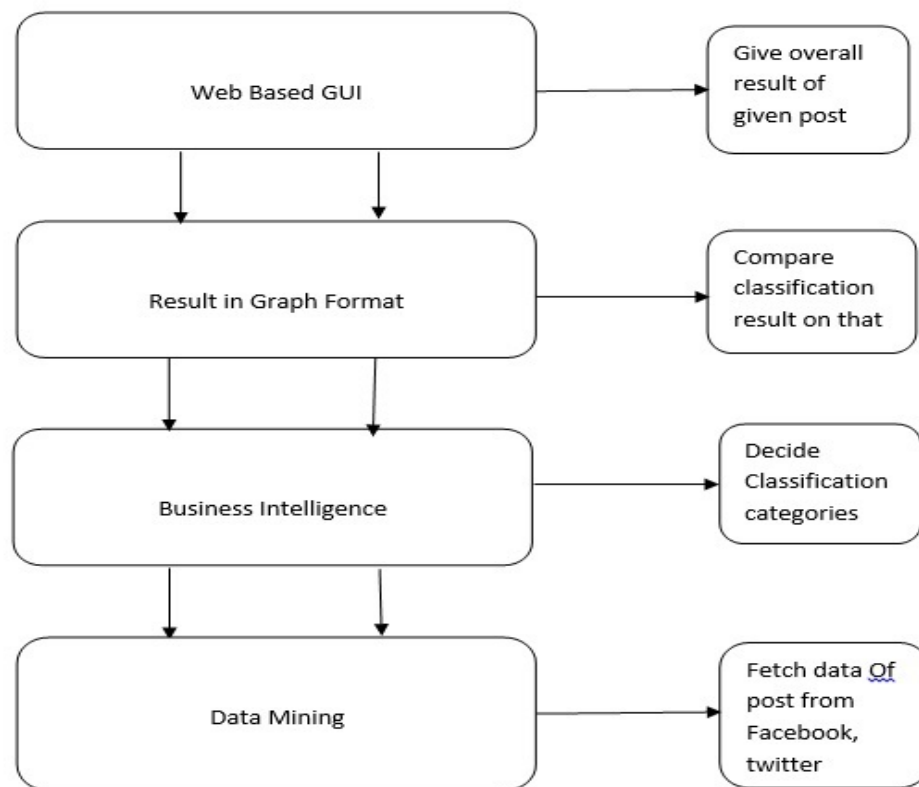 Web Based GUI
Give overall
result of
given post
Result in Graph Format
Compare
classification
result on that
Business Intelligence
Decide
Classification
categories
Data Mining
Fetch data Of
post from
Facebook,
twitter